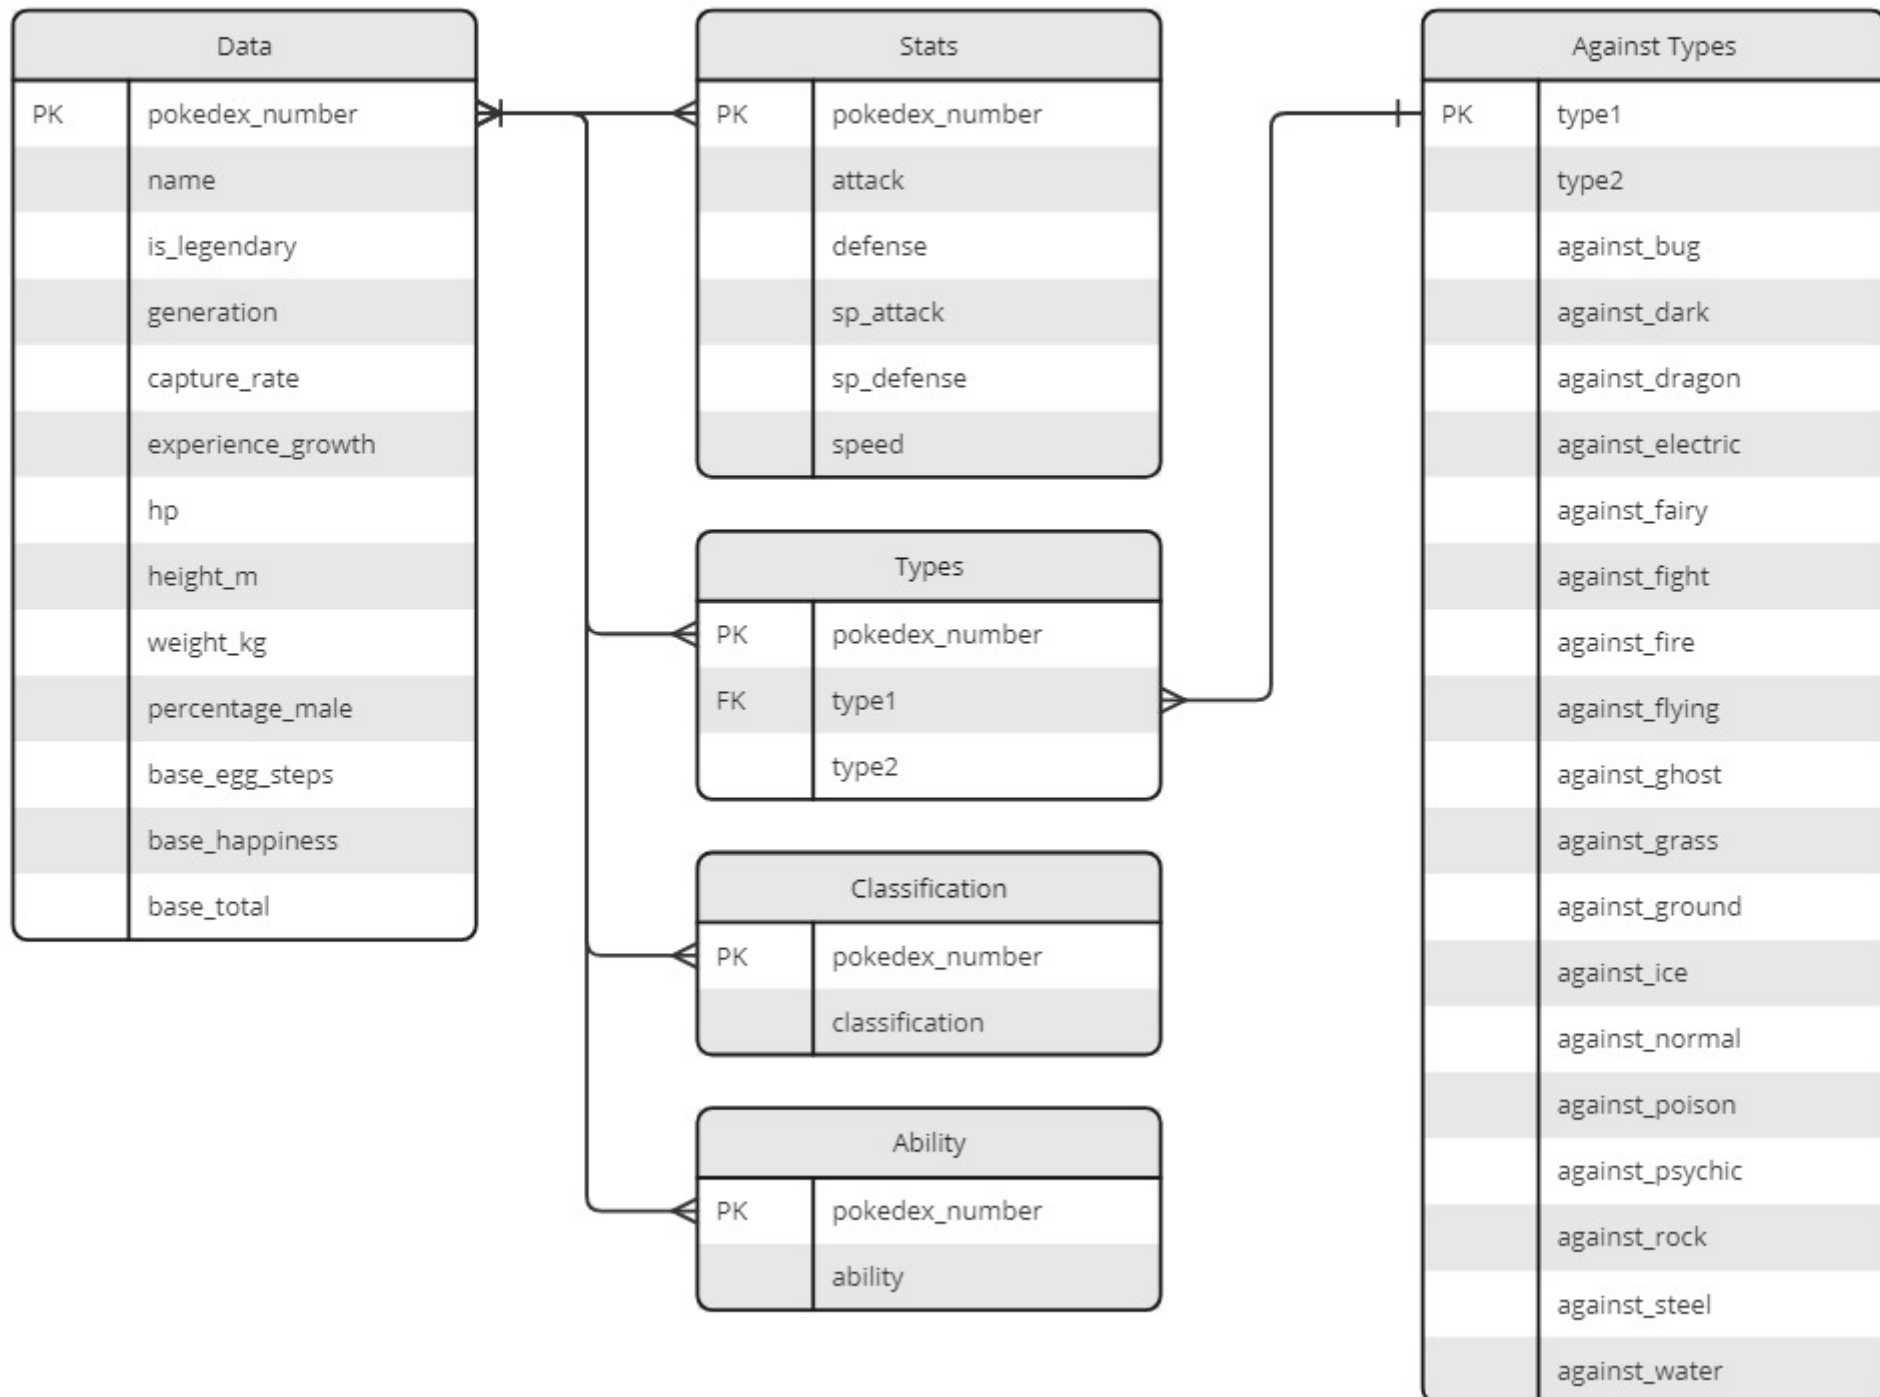 Data
PK pokedex_number
name
is_legendary
generation
capture_rate
experience_growth
hp
height_m
weight_kg
percentage_male
base_egg_steps
base_happiness
base_total
Stats
PK pokedex_number
attack
defense
sp_attack
sp_defense
speed
Types
PK pokedex_number
FK type1
type2
Classification
PK pokedex_number
classification
Ability
PK pokedex_number
ability
Against Types
PK type1
type2
against_bug
against_dark
against_dragon
against_electric
against_fairy
against_fight
against_fire
against_flying
against_ghost
against_grass
against_ground
against_ice
against_normal
against_poison
against_psychic
against_rock
against_steel
against_water